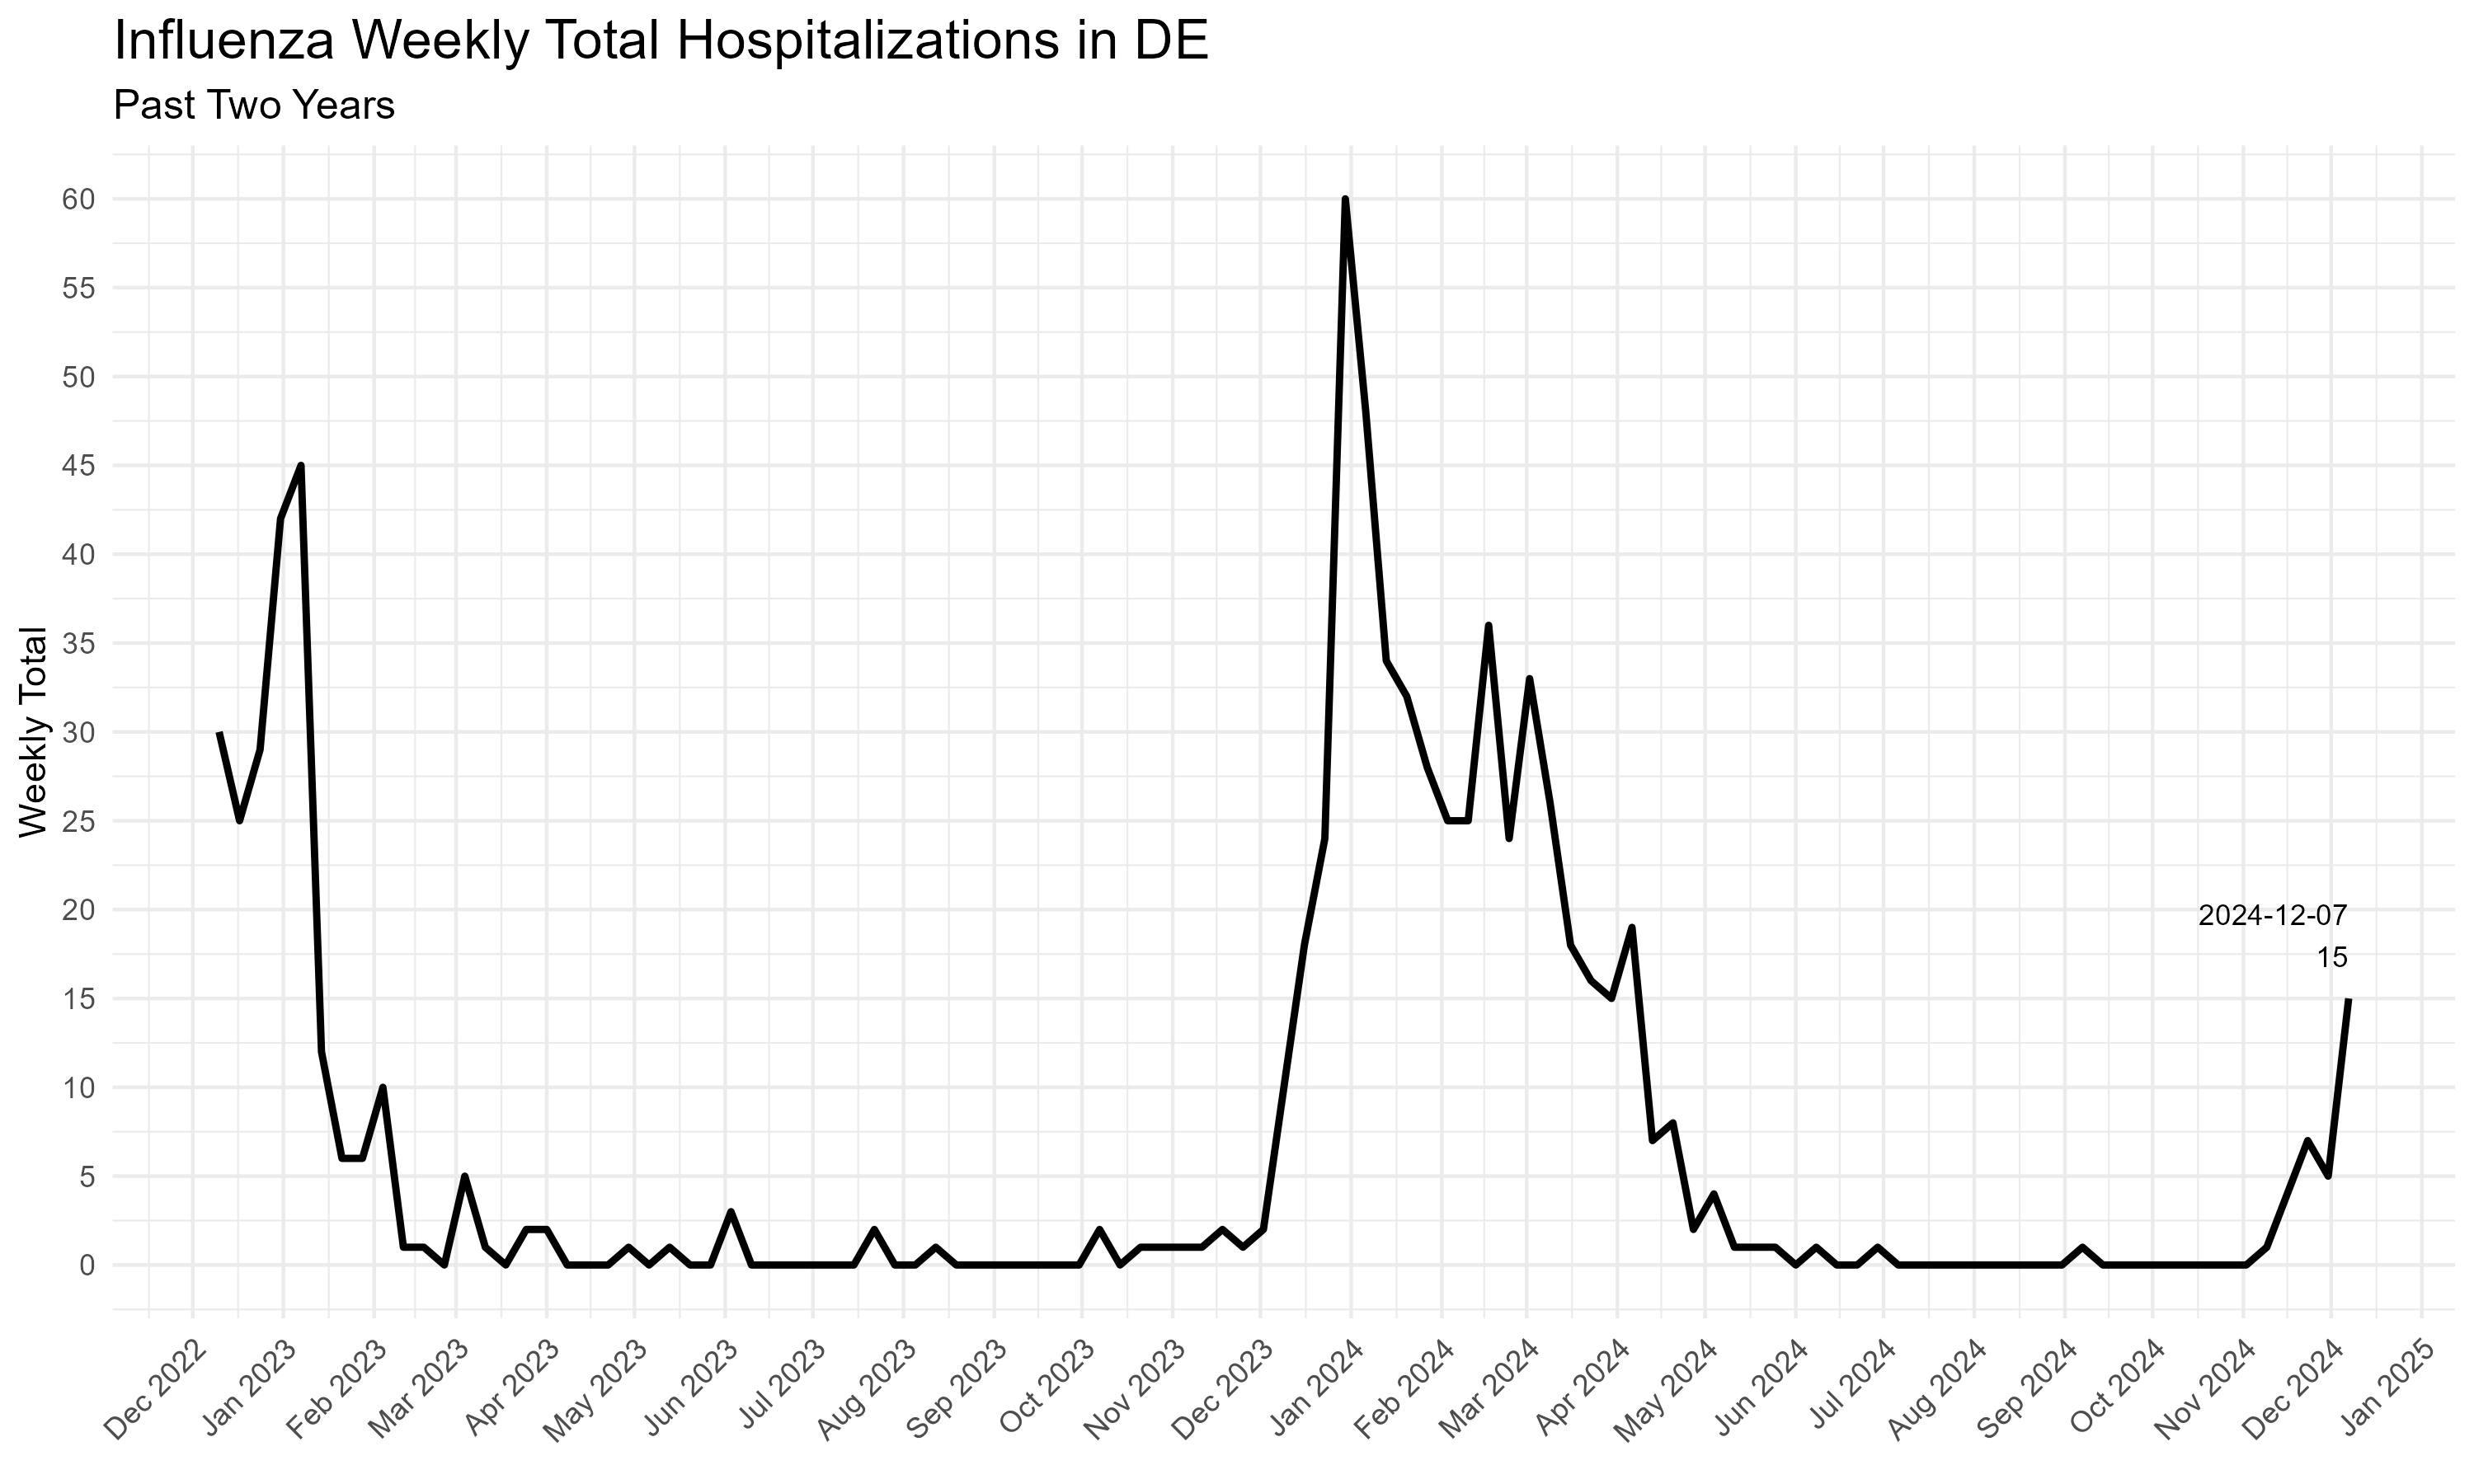 Influenza Weekly Total Hospitalizations in DE
Past Two Years
Weekly Total
60
55
50
45
40
35
30
25
20
15
10
5
0
2024-12-07
15
Dec 2022
Jan 2023
Feb 2023
Mar 2023
Apr 2023
May 2023
Jun 2023
Jul 2023
Aug 2023
Sep 2023
Oct 2023
Nov 2023
Dec 2023
Jan 2024
Feb 2024
Mar 2024
Apr 2024
May 2024
Jun 2024
Jul 2024
Aug 2024
Sep 2024
Oct 2024
Nov 2024
Dec 2024
Jan 2025